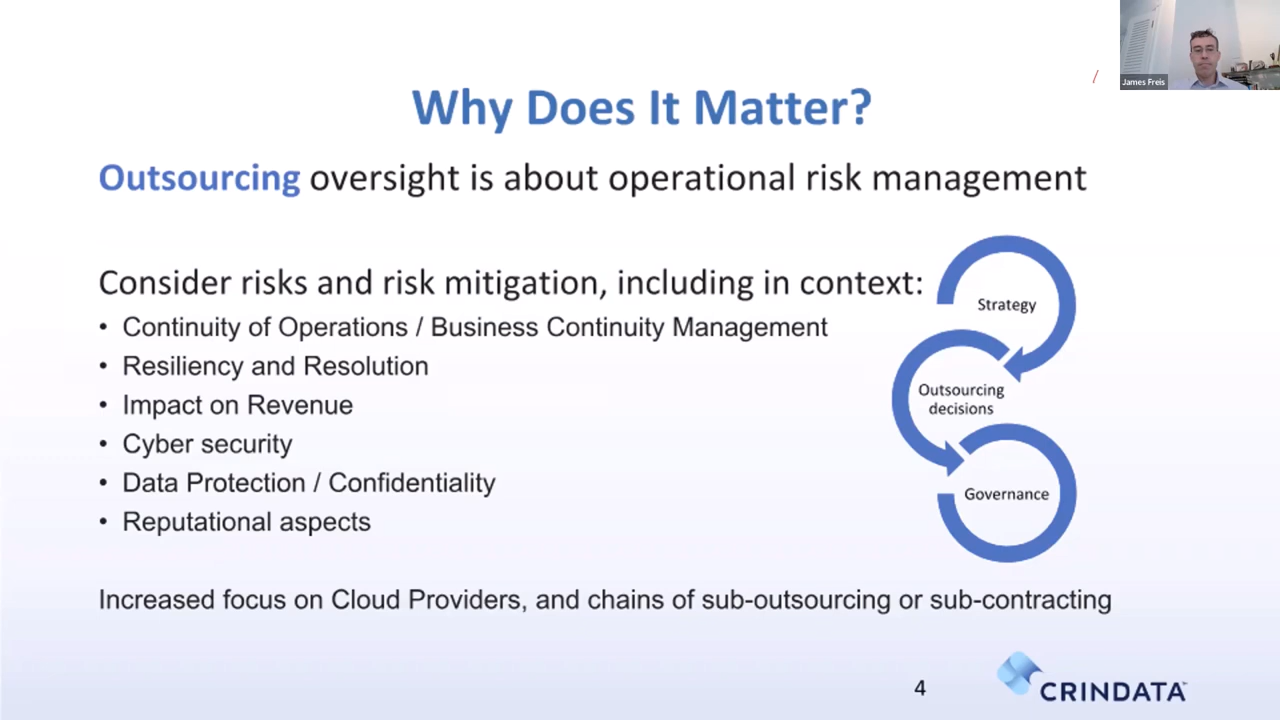 James Freis
Why Does It Matter?
Outsourcing oversight is about operational risk management
Consider risks and risk mitigation, including in context:
• Continuity of Operations / Business Continuity Management
• Resiliency and Resolution
• Impact on Revenue
• Cyber security
• Data Protection / Confidentiality
• Reputational aspects
Strategy
Outsourcing
decisions
Governance
Increased focus on Cloud Providers, and chains of sub-outsourcing or sub-contracting
4
CRINDATA™